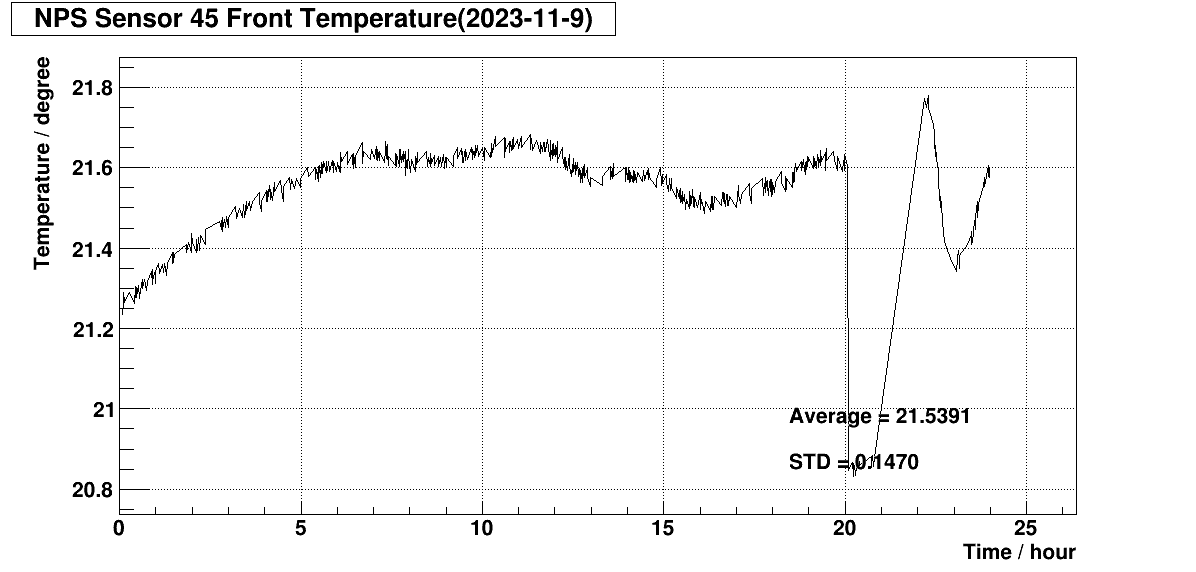 NPS Sensor 45 Front Temperature(2023-11-9)
Temperature / degree
21.8
21.6
21.4
21.2
21
20.8
Average = 21.5391
STD = 0.1470
0 5 10 15 20 25
Time / hour